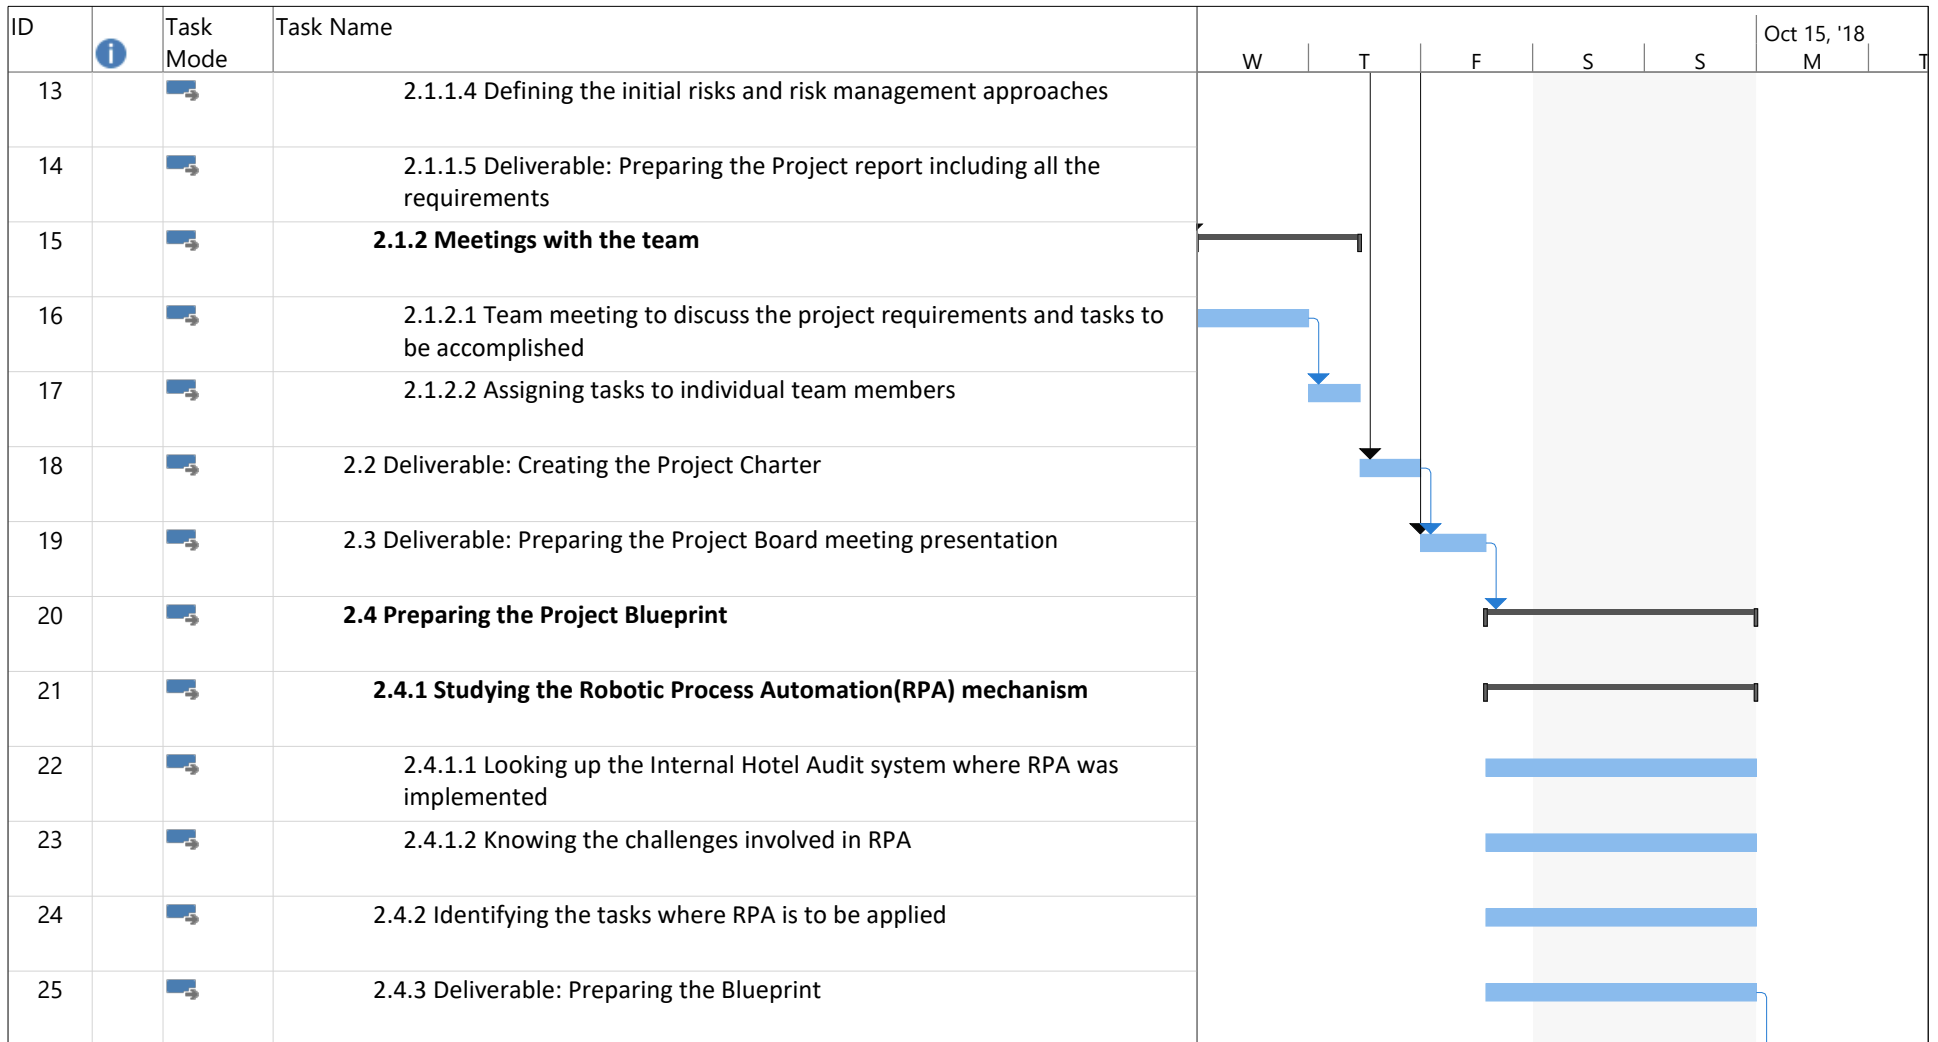 ID
Task Mode
Task Name
Oct 15, '18
W T F S S M T
13
2.1.1.4 Defining the initial risks and risk management approaches
14
2.1.1.5 Deliverable: Preparing the Project report including all the
requirements
15
2.1.2 Meetings with the team
16
2.1.2.1 Team meeting to discuss the project requirements and tasks to
be accomplished
17
2.1.2.2 Assigning tasks to individual team members
18
2.2 Deliverable: Creating the Project Charter
19
2.3 Deliverable: Preparing the Project Board meeting presentation
20
2.4 Preparing the Project Blueprint
21
2.4.1 Studying the Robotic Process Automation(RPA) mechanism
22
2.4.1.1 Looking up the Internal Hotel Audit system where RPA was
implemented
23
2.4.1.2 Knowing the challenges involved in RPA
24
2.4.2 Identifying the tasks where RPA is to be applied
25
2.4.3 Deliverable: Preparing the Blueprint